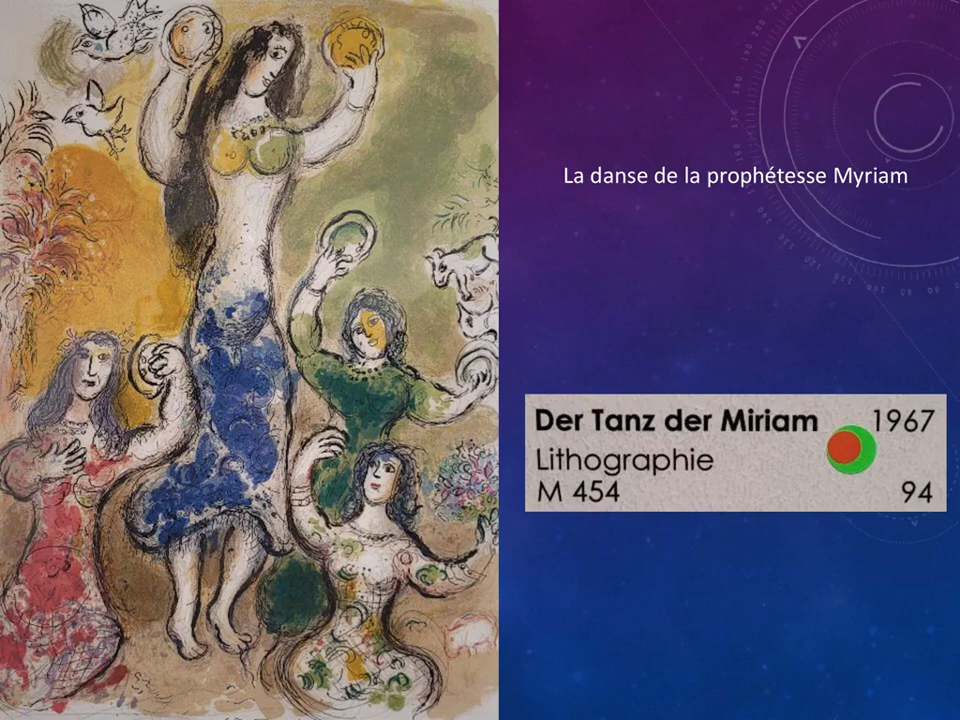 La danse de la prophétesse Myriam
Der Tanz der Miriam 1967
Lithographie
M 454 94